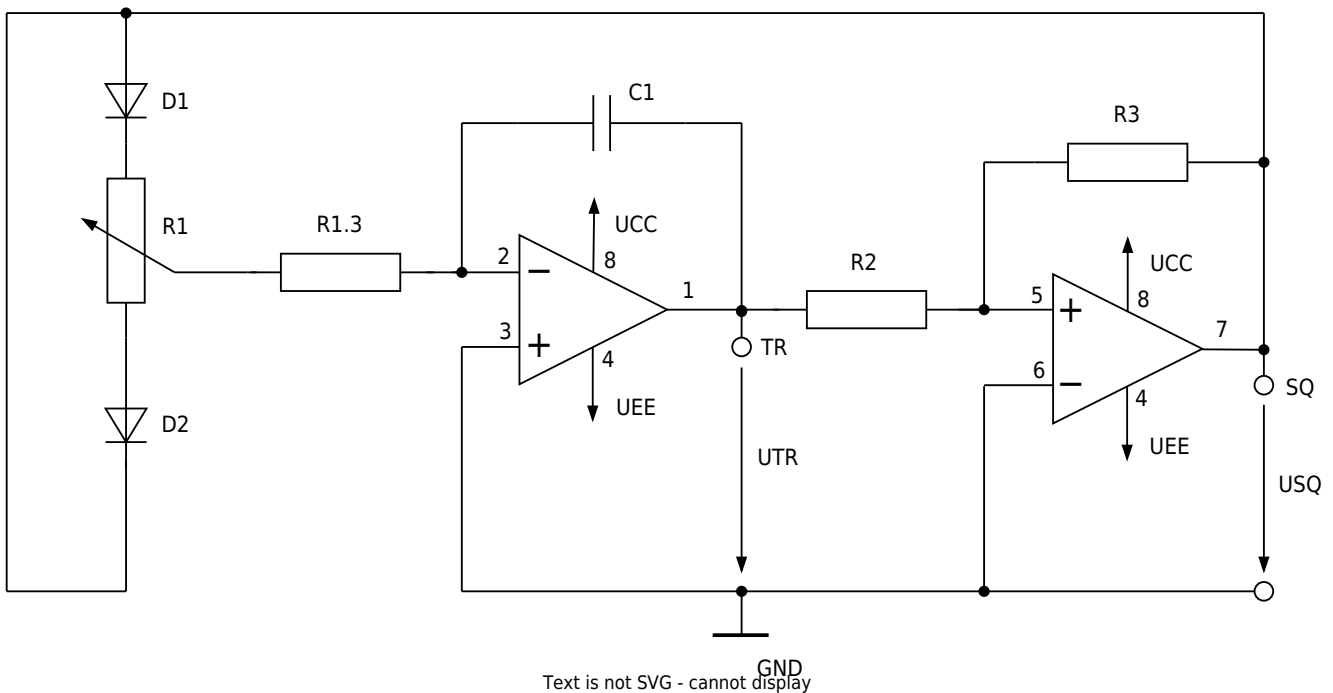 D1
C1
R3
R1
R1.3
UCC
8
2
−
R2
UCC
8
1
5
+
3
+
4
TR
7
6
−
4
SQ
UEE
UEE
UTR
USQ
GND
Text is not SVG - cannot display
D2